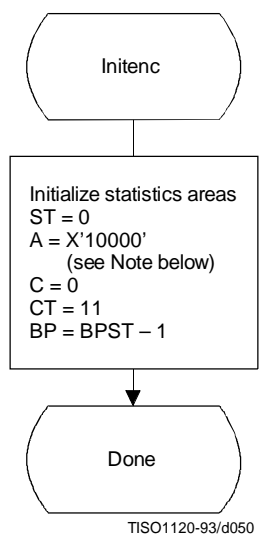 Initenc
Initialize statistics areas
ST = 0
A = X’10000’
(see Note below)
C = 0
CT = 11
BP = BPST – 1
Done
TISO1120-93/d050